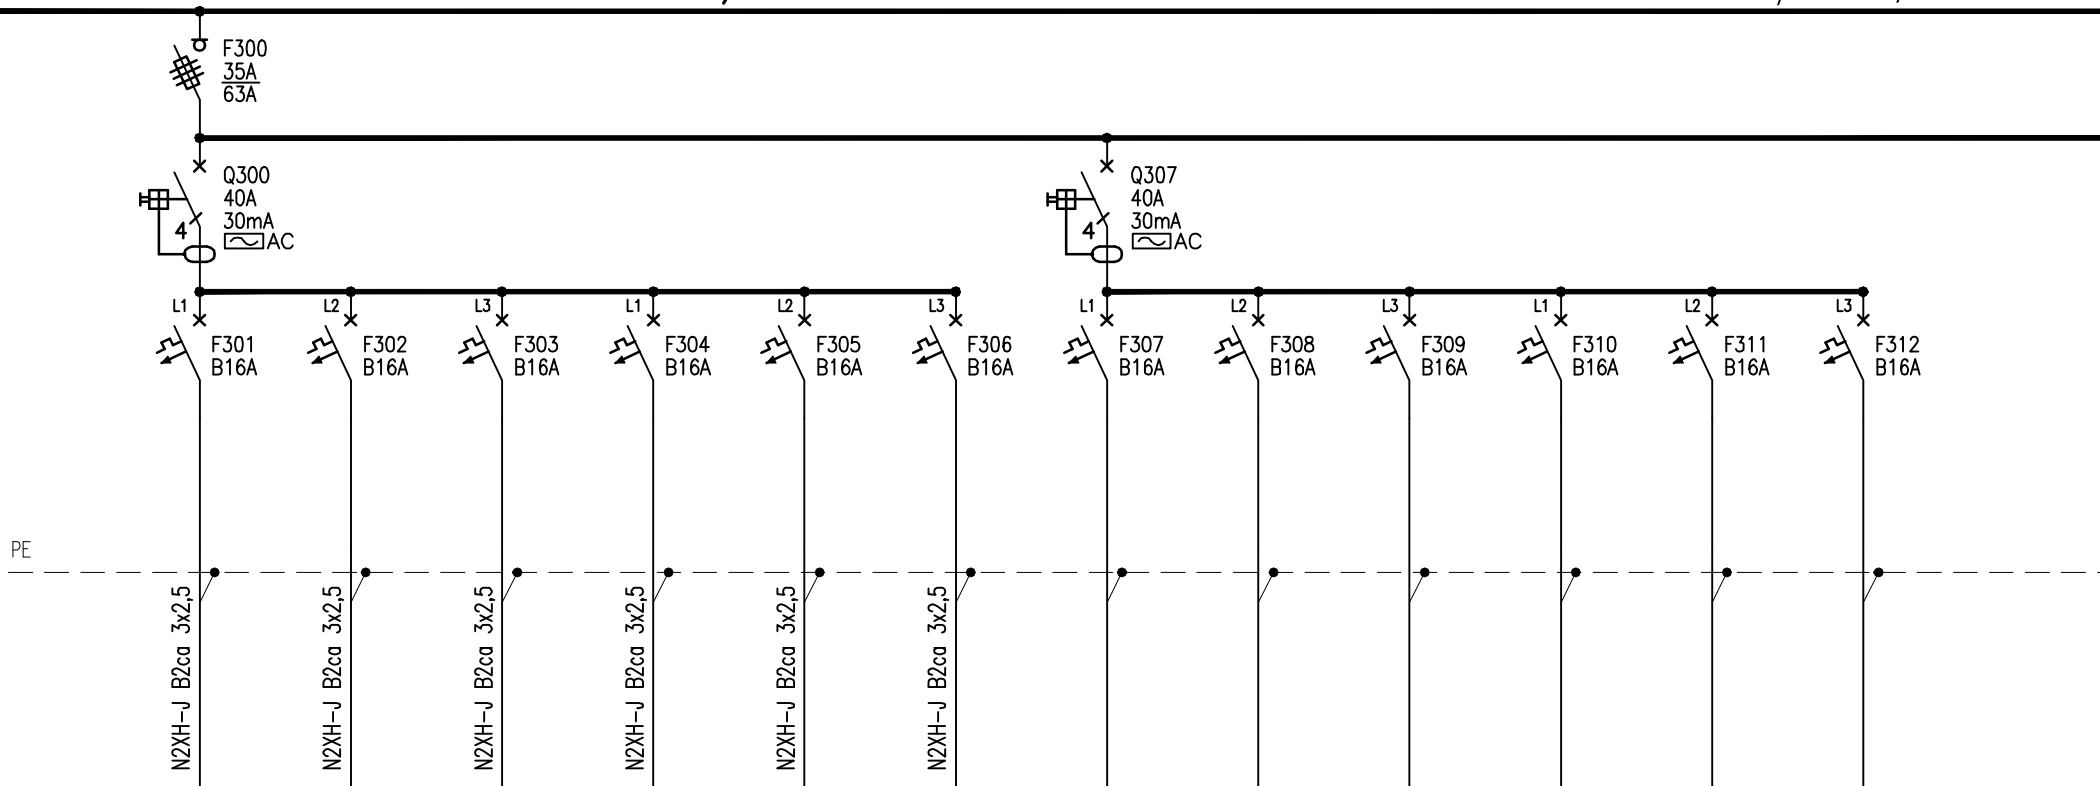 F300
35A
63A
Q300
40A
30mA
AC
4
Q307
40A
30mA
AC
4
L1
L2
L3
L1
L2
L3
L1
L2
L3
L1
L2
L3
F301
B16A
F302
B16A
F303
B16A
F304
B16A
F305
B16A
F306
B16A
F307
B16A
F308
B16A
F309
B16A
F310
B16A
F311
B16A
F312
B16A
PE
N2XH-J B2ca 3x2,5
N2XH-J B2ca 3x2,5
N2XH-J B2ca 3x2,5
N2XH-J B2ca 3x2,5
N2XH-J B2ca 3x2,5
N2XH-J B2ca 3x2,5